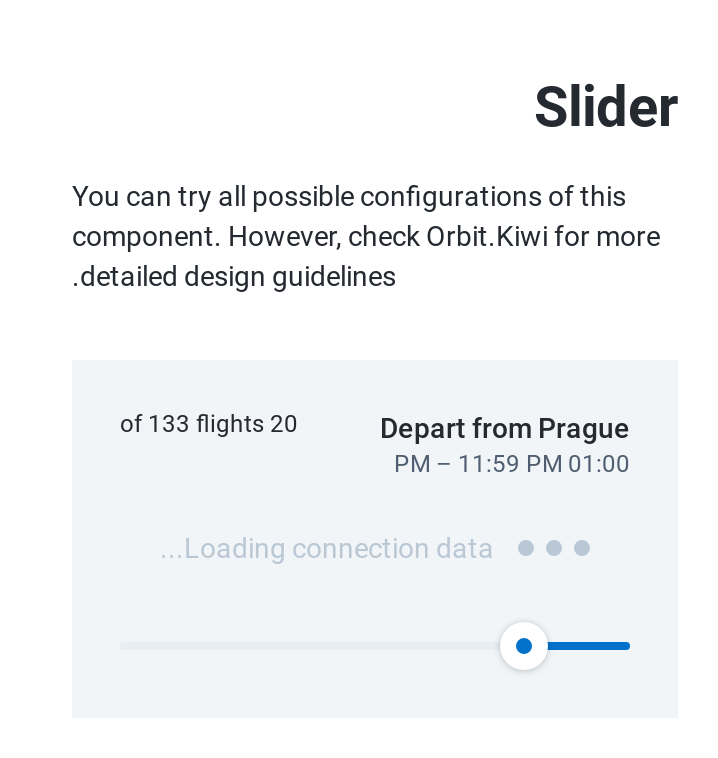 Slider
You can try all possible configurations of this
component. However, check Orbit.Kiwi for more
.detailed design guidelines
Depart from Prague
of 133 flights 20
PM – 11:59 PM 01:00
...Loading connection data